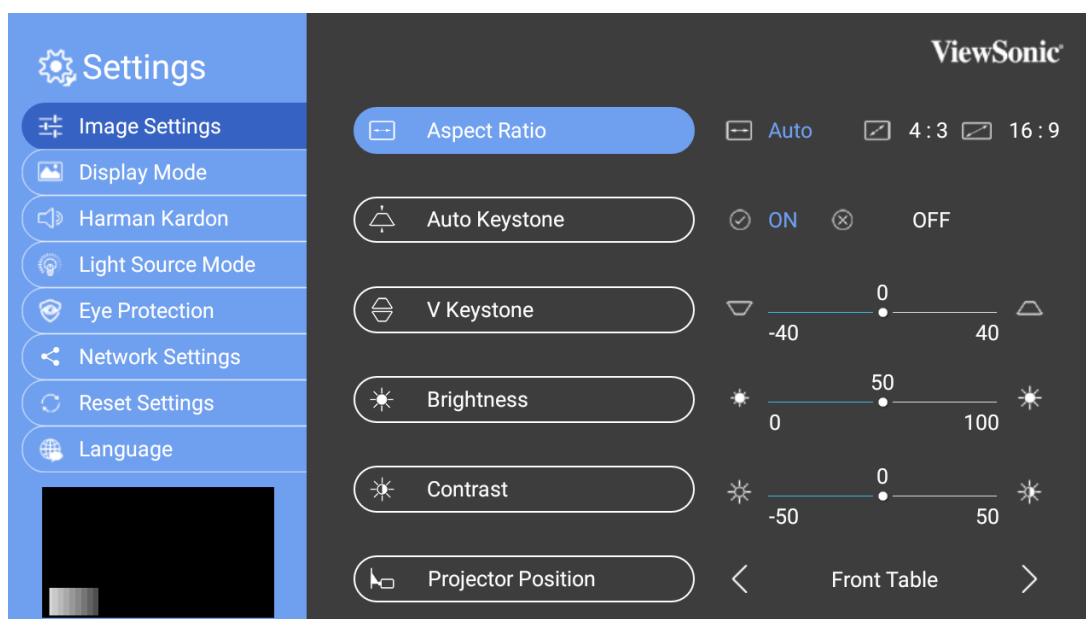 Settings
ViewSonic
Image Settings
Display Mode
Harman Kardon
Light Source Mode
Eye Protection
Network Settings
Reset Settings
Language
Aspect Ratio Auto 4:3 16:9
Auto Keystone ON OFF
V Keystone 0
-40 40
Brightness 50
0 100
Contrast 0
-50 50
Projector Position Front Table